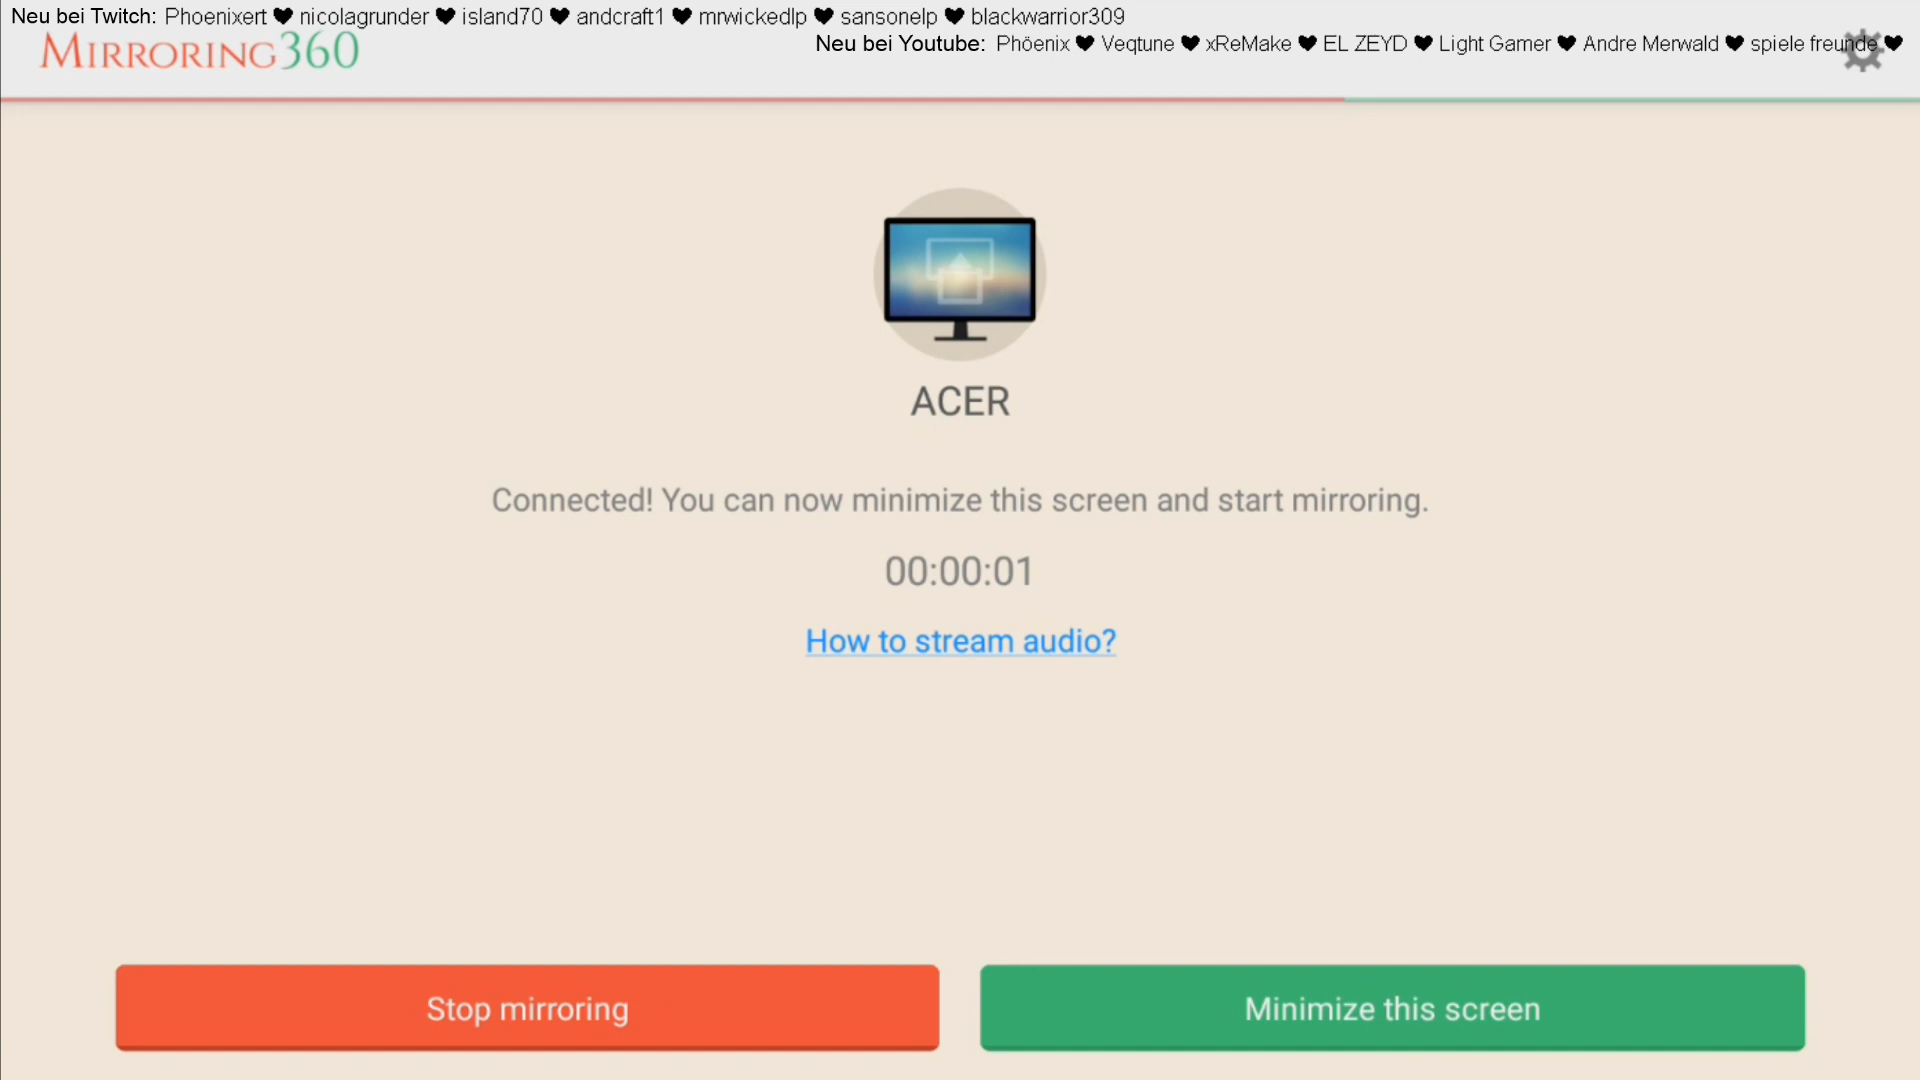 Neu bei Twitch: Phoenixert ♥ nicolagrunder ♥ island70 ♥ andcraft1 ♥ mrwickedlp ♥ sansonelp ♥ blackwarrior309
Neu bei Youtube: Phöenix ♥ Veqtune ♥ xReMake ♥ EL ZEYD ♥ Light Gamer ♥ Andre Merwald ♥ spiele freunde ♥
MIRRORING360
ACER
Connected! You can now minimize this screen and start mirroring.
00:00:01
How to stream audio?
Stop mirroring
Minimize this screen